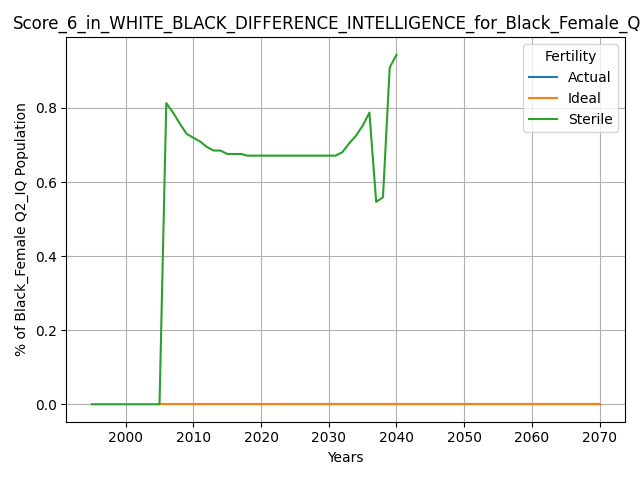 Score_6_in_WHITE_BLACK_DIFFERENCE_INTELLIGENCE_for_Black_Female_Q
% of Black_Female Q2_IQ Population
Fertility
Actual
Ideal
Sterile
0.8
0.6
0.4
0.2
0.0
2000 2010 2020 2030 2040 2050 2060 2070
Years